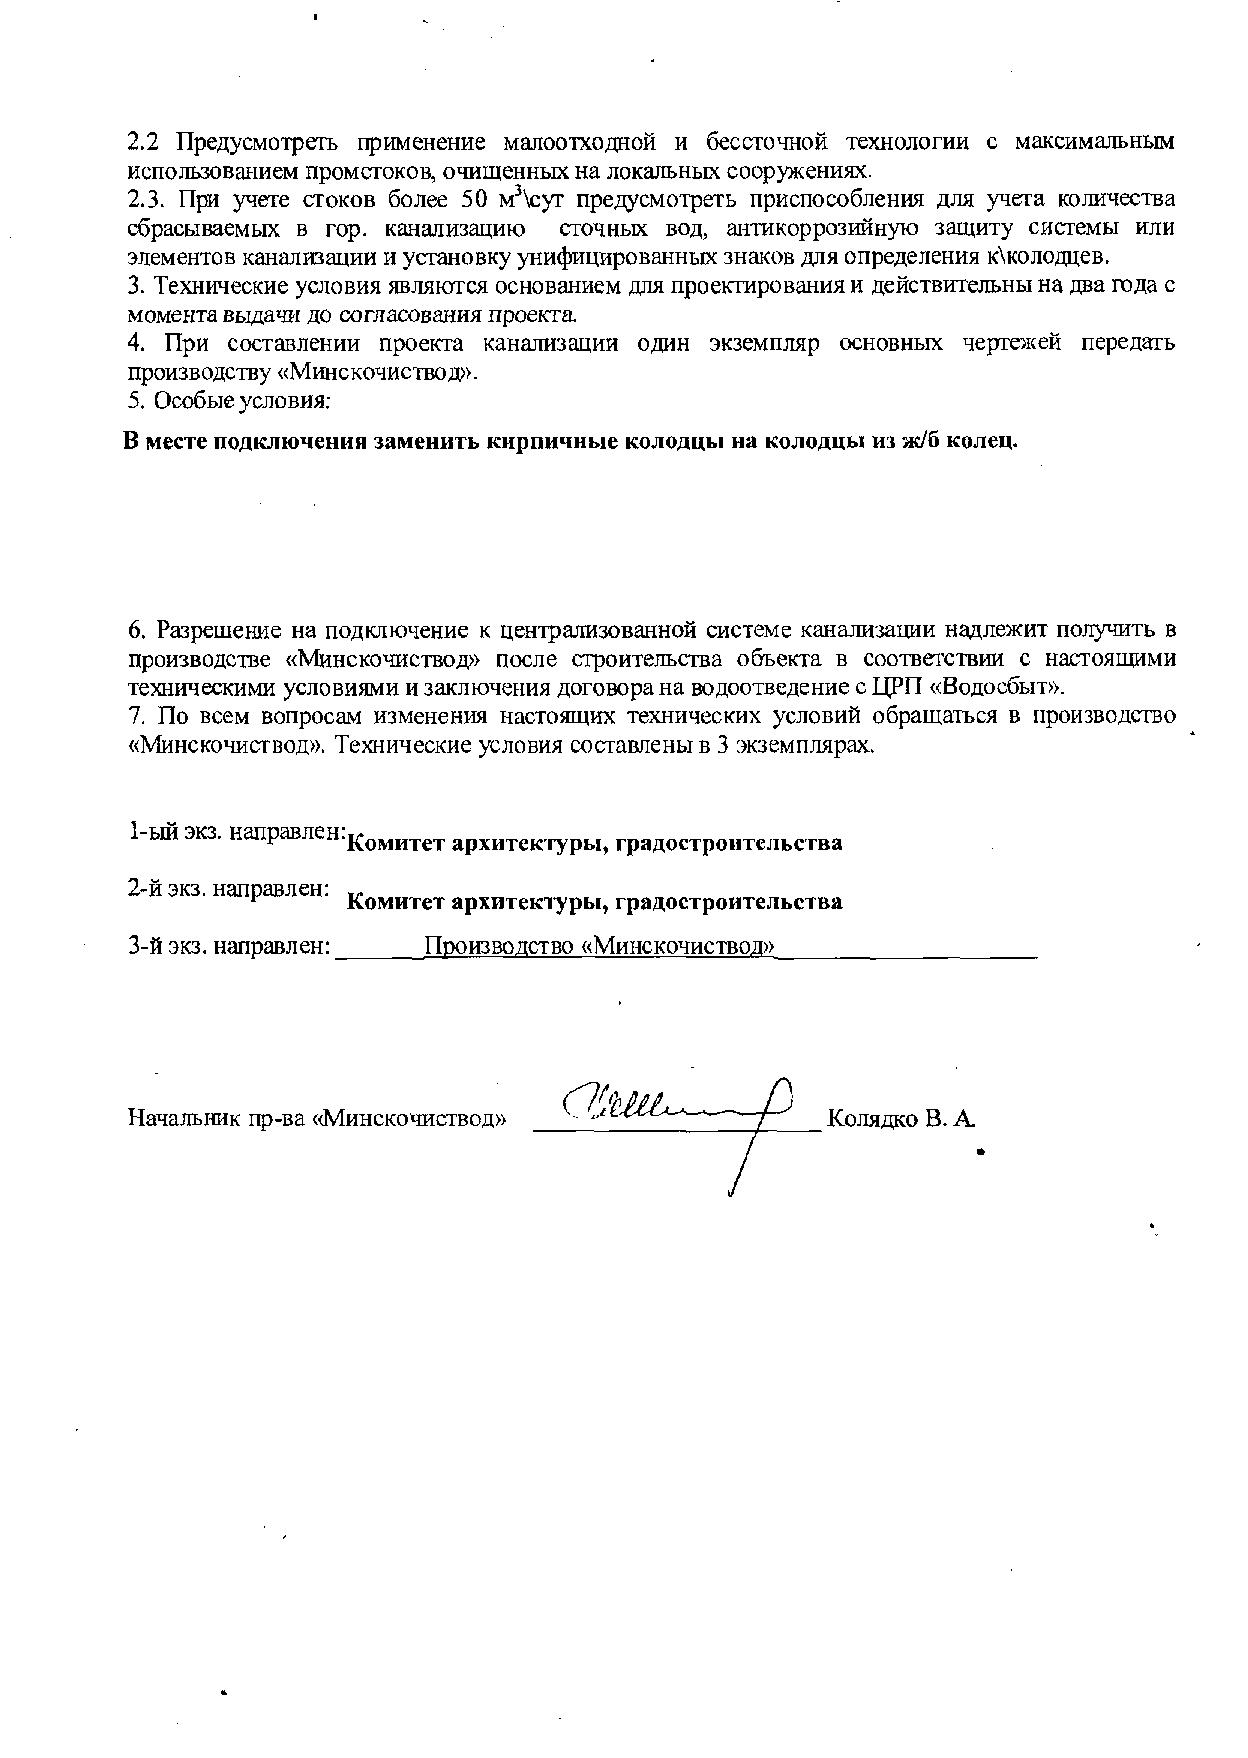 2.2 Предусмотреть применение малоотходной и бессточной технологии с максимальным
использованием промстоков, очищенных на локальных сооружениях.
2.3. При учете стоков более 50 м³\сут предусмотреть приспособления для учета количества
сбрасываемых в гор. канализацию сточных вод, антикоррозийную защиту системы или
элементов канализации и установку унифицированных знаков для определения к\колодцев.
3. Технические условия являются основанием для проектирования и действительны на два года с
момента выдачи до согласования проекта.
4. При составлении проекта канализации один экземпляр основных чертежей передать
производству «Минскочиствод».
5. Особые условия:
В месте подключения заменить кирпичные колодцы на колодцы из ж/б колец.
6. Разрешение на подключение к централизованной системе канализации надлежит получить в
производстве «Минскочиствод» после строительства объекта в соответствии с настоящими
техническими условиями и заключения договора на водоотведение с ЦРП «Водосбыт».
7. По всем вопросам изменения настоящих технических условий обращаться в производство
«Минскочиствод». Технические условия составлены в 3 экземплярах.
1-ый экз. направлен: Комитет архитектуры, градостроительства
2-й экз. направлен: Комитет архитектуры, градостроительства
3-й экз. направлен: Производство «Минскочиствод»
Начальник пр-ва «Минскочиствод» Колядко В. А.